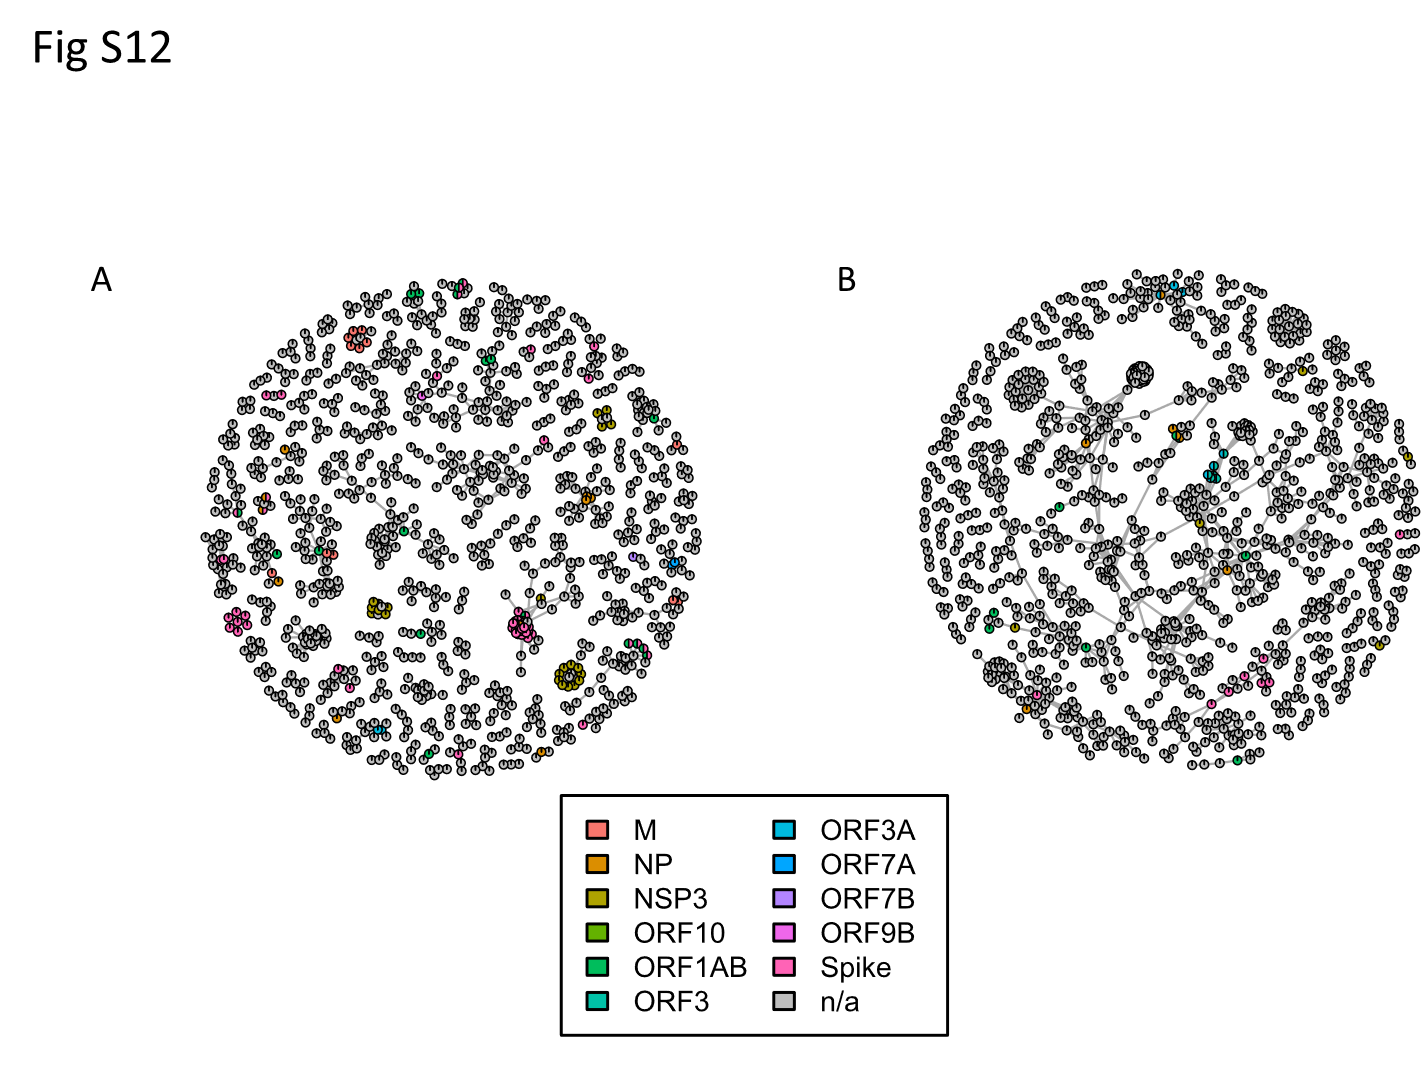 Fig S12
A
B
M
NP
NSP3
ORF10
ORF1AB
ORF3
ORF3A
ORF7A
ORF7B
ORF9B
Spike
n/a